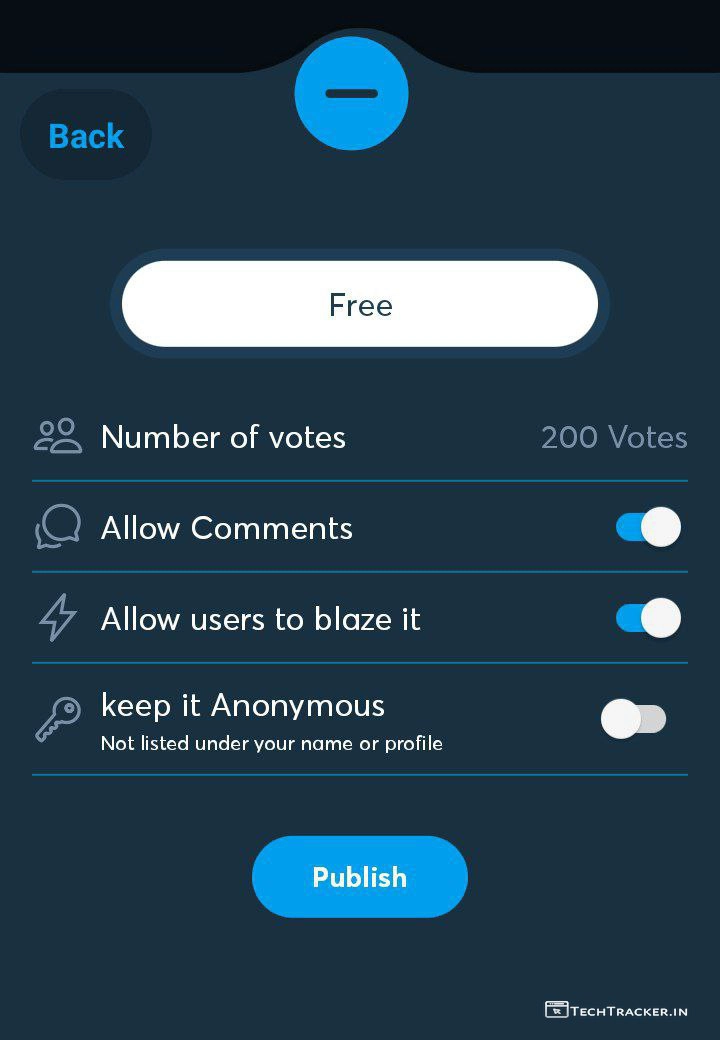 Back
Free
Number of votes 200 Votes
Allow Comments
Allow users to blaze it
keep it Anonymous
Not listed under your name or profile
Publish
TECHTRACKER.IN